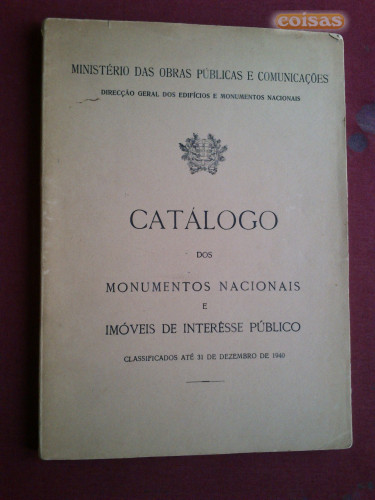 coisas
MINISTÉRIO DAS OBRAS PÚBLICAS E COMUNICAÇÕES
DIRECÇÃO GERAL DOS EDIFÍCIOS E MONUMENTOS NACIONAIS
CATÁLOGO
DOS
MONUMENTOS NACIONAIS
E
IMÓVEIS DE INTERÊSSE PÚBLICO
CLASSIFICADOS ATÉ 31 DE DEZEMBRO DE 1940